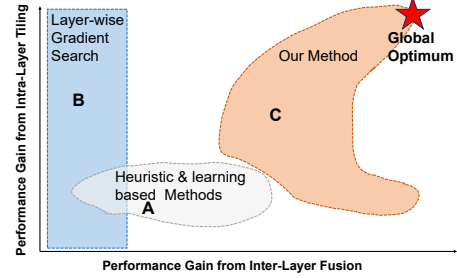 Performance Gain from Intra-Layer Tiling
Layer-wise
Gradient
Search
B
Our Method
Global
Optimum
C
Heuristic & learning
based Methods
A
Performance Gain from Inter-Layer Fusion